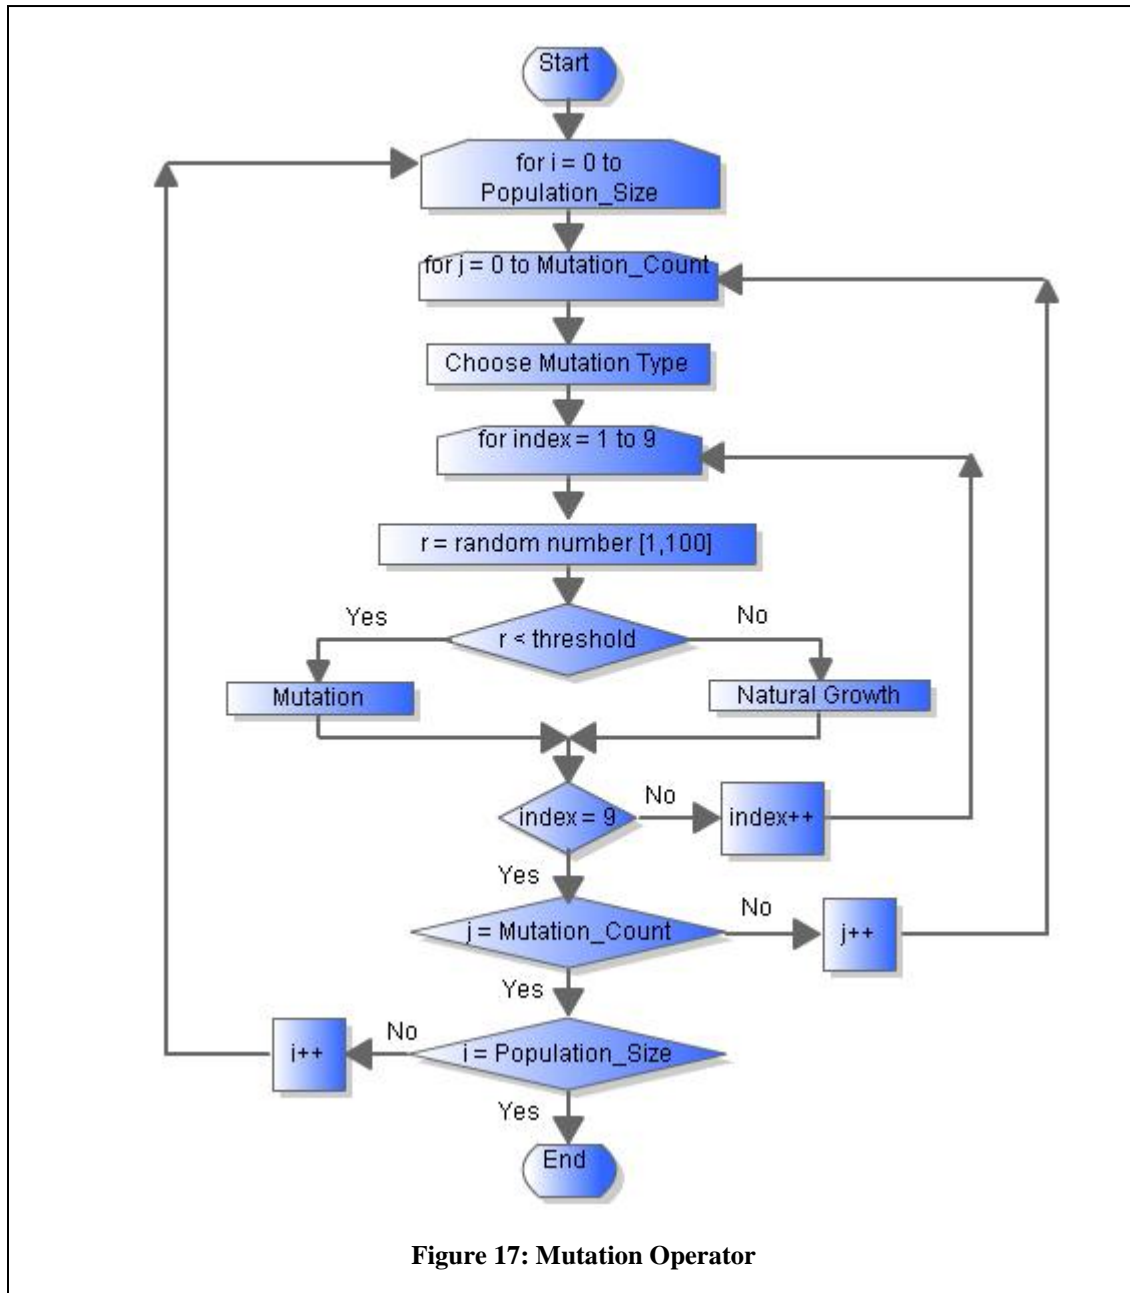 Start
for i = 0 to
Population_Size
for j = 0 to Mutation_Count
Choose Mutation Type
for index = 1 to 9
r = random number [1,100]
Yes
r < threshold
No
Mutation
Natural Growth
index = 9
No
index++
Yes
j = Mutation_Count
No
j++
Yes
i = Population_Size
No
i++
Yes
End
Figure 17: Mutation Operator